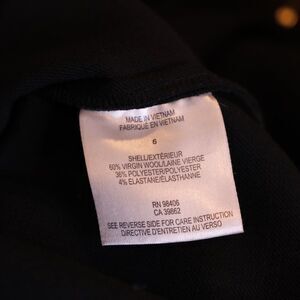 MADE IN VIETNAM
FABRIQUÉ EN VIETNAM
6
SHELL/EXTÉRIEUR
60% VIRGIN WOOL/LAINE VIERGE
36% POLYESTER/POLYESTER
4% ELASTANE/ÉLASTHANNE
RN 98406
CA 39862
SEE REVERSE SIDE FOR CARE INSTRUCTION
DIRECTIVE D'ENTRETIEN AU VERSO